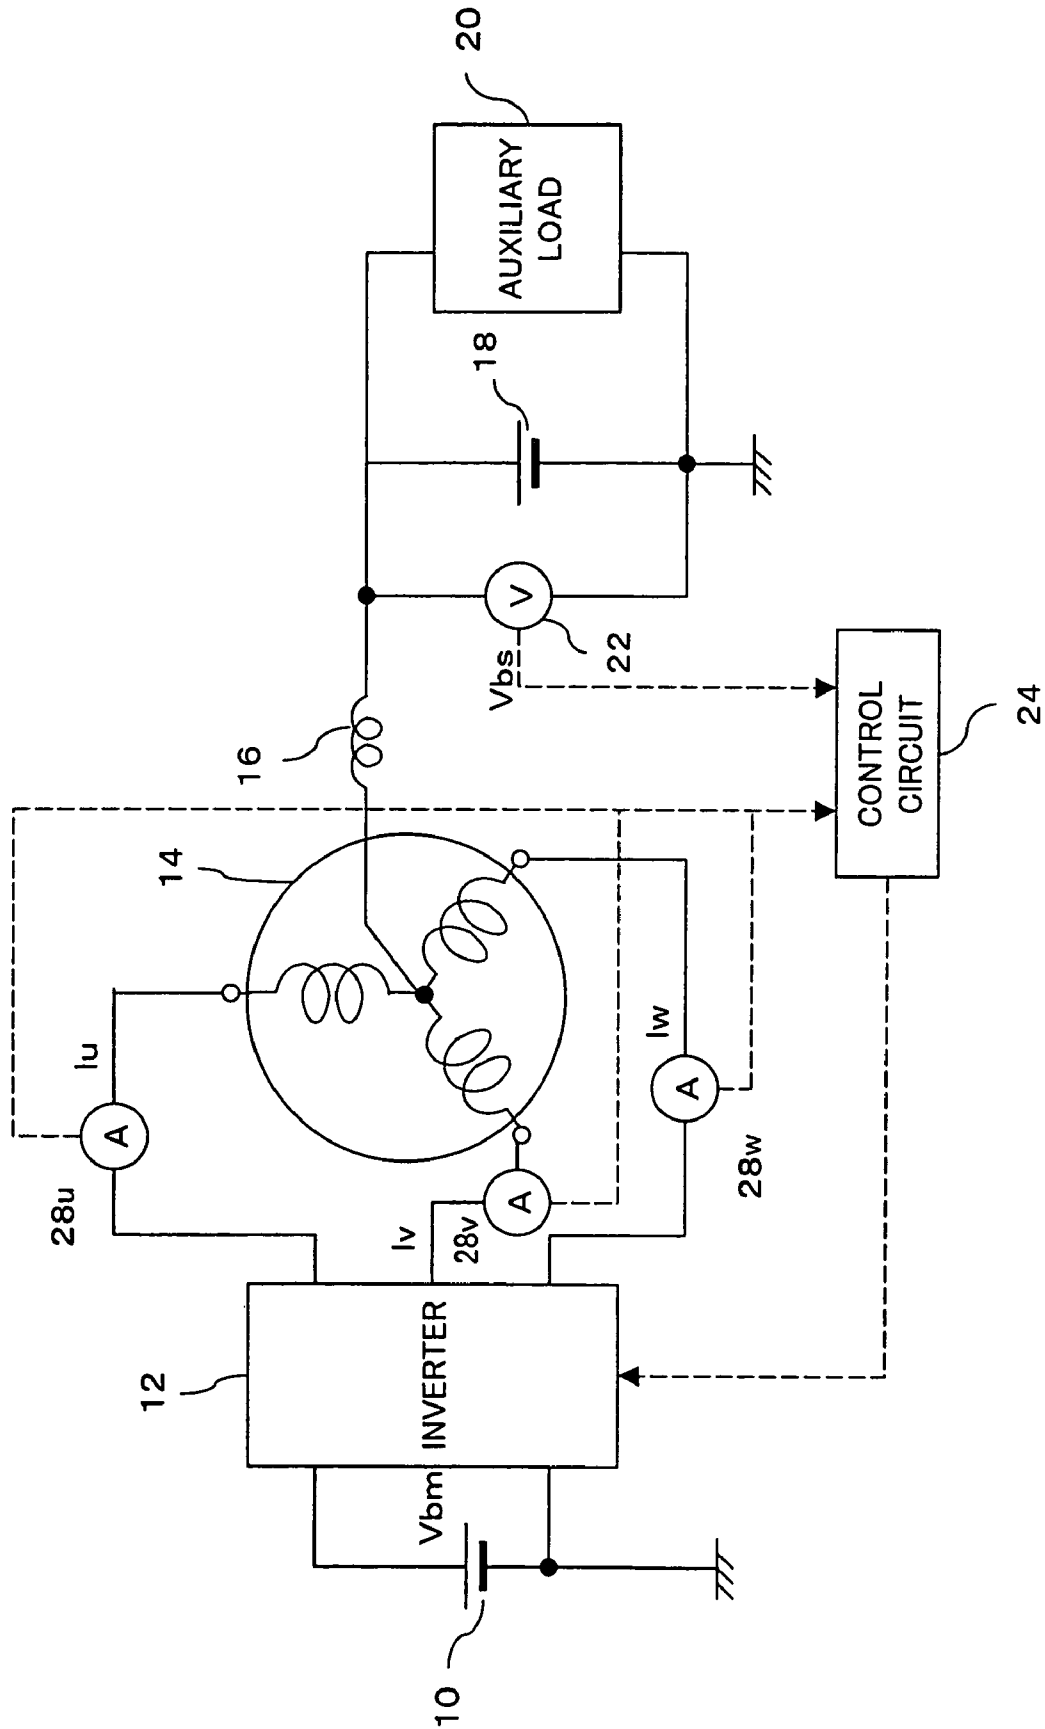 10
Vbm
12
INVERTER
28u
Iu
Iv
28v
28w
Iw
14
16
Vbs
22
18
20
AUXILIARY
LOAD
CONTROL
CIRCUIT
24
A
A
A
V